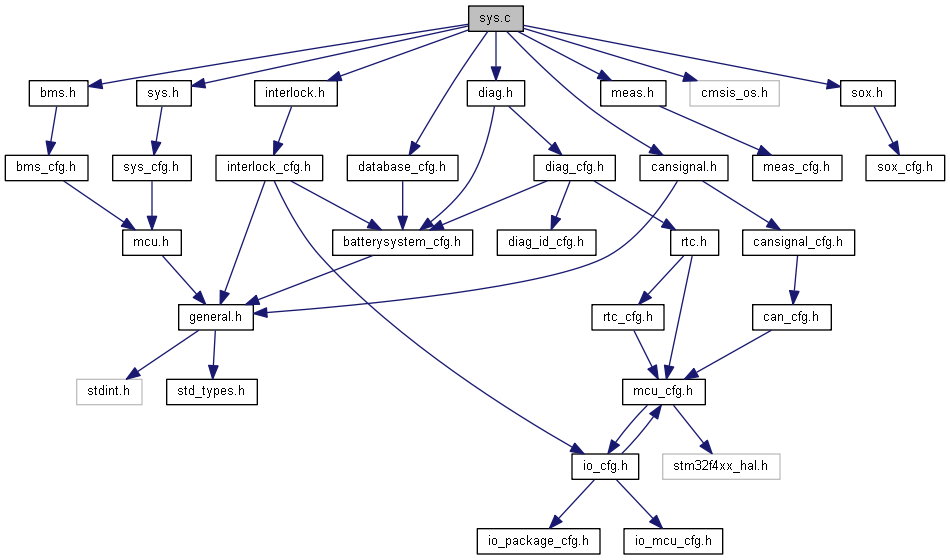 sys.c
bms.h
sys.h
interlock.h
diag.h
meas.h
cmsis_os.h
sox.h
bms_cfg.h
sys_cfg.h
interlock_cfg.h
database_cfg.h
diag_cfg.h
cansignal.h
meas_cfg.h
sox_cfg.h
mcu.h
batterysystem_cfg.h
diag_id_cfg.h
rtc.h
cansignal_cfg.h
general.h
rtc_cfg.h
can_cfg.h
stdint.h
std_types.h
mcu_cfg.h
io_cfg.h
stm32f4xx_hal.h
io_package_cfg.h
io_mcu_cfg.h